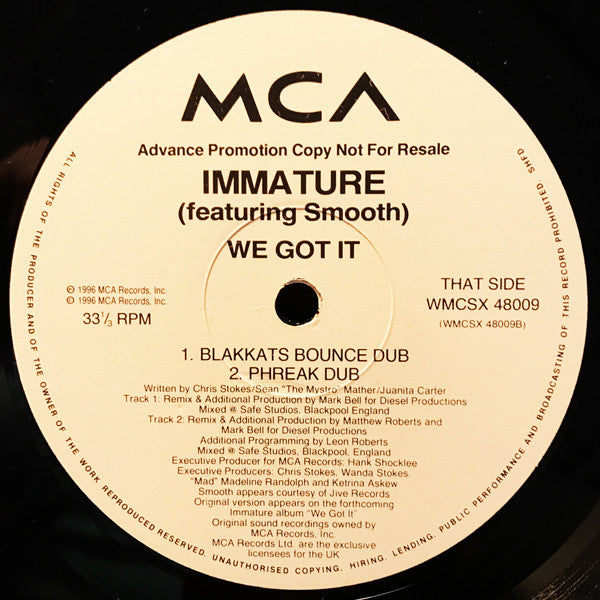 MCA
Advance Promotion Copy Not For Resale
IMMATURE
(featuring Smooth)
WE GOT IT
℗ 1996 MCA Records, Inc.
© 1996 MCA Records, Inc.
33⅓ RPM
THAT SIDE
WMCSX 48009
(WMCSX 48009B)
1. BLAKKATS BOUNCE DUB
2. PHREAK DUB
Written by Chris Stokes/Sean "The Mystro" Mather/Juanita Carter
Track 1: Remix & Additional Production by Mark Bell for Diesel Productions
Mixed @ Safe Studios, Blackpool England
Track 2: Remix & Additional Production by Matthew Roberts and
Mark Bell for Diesel Productions
Additional Programming by Leon Roberts
Mixed @ Safe Studios, Blackpool England
Executive Producer for MCA Records: Hank Shocklee
Executive Producers: Chris Stokes. Wanda Stokes.
"Mad" Madeline Randolph and Ketrina Askew
Smooth appears courtesy of Jive Records
Original version appears on the forthcoming
Immature album "We Got It"
Original sound recordings owned by
MCA Records, Inc.
MCA Records Ltd. are the exclusive
licensees for the UK
ALL RIGHTS OF THE PRODUCER AND OF THE OWNER OF THE WORK REPRODUCED RESERVED. UNAUTHORISED COPYING, HIRING, LENDING, PUBLIC PERFORMANCE AND BROADCASTING OF THIS RECORD PROHIBITED. SHFD